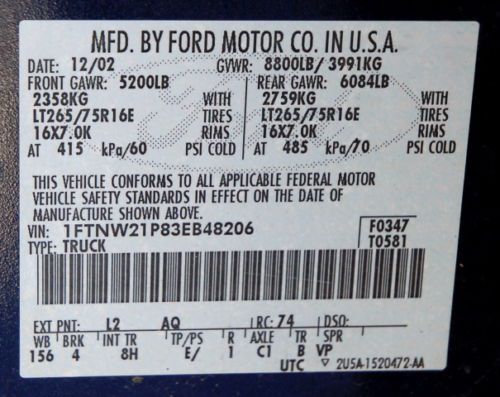 MFD. BY FORD MOTOR CO. IN U.S.A.
DATE: 12/02 GVWR: 8800LB/3991KG
FRONT GAWR: 5200LB REAR GAWR: 6084LB
2358KG WITH 2759KG WITH
LT265/75R16E TIRES LT265/75R16E TIRES
16X7.0K RIMS 16X7.0K RIMS
AT 415 kPa/60 PSI COLD AT 485 kPa/70 PSI COLD
THIS VEHICLE CONFORMS TO ALL APPLICABLE FEDERAL MOTOR
VEHICLE SAFETY STANDARDS IN EFFECT ON THE DATE OF
MANUFACTURE SHOWN ABOVE.
VIN: 1FTNW21P83EB48206 F0347
TYPE: TRUCK T0581
EXT PNT: L2 AQ RC: 74 DSO:
WB BRK INT TR TP/PS R AXLE TR SPR
156 4 8H E/ 1 C1 B VP
UTC ▽ 2U5A-1520472-AA